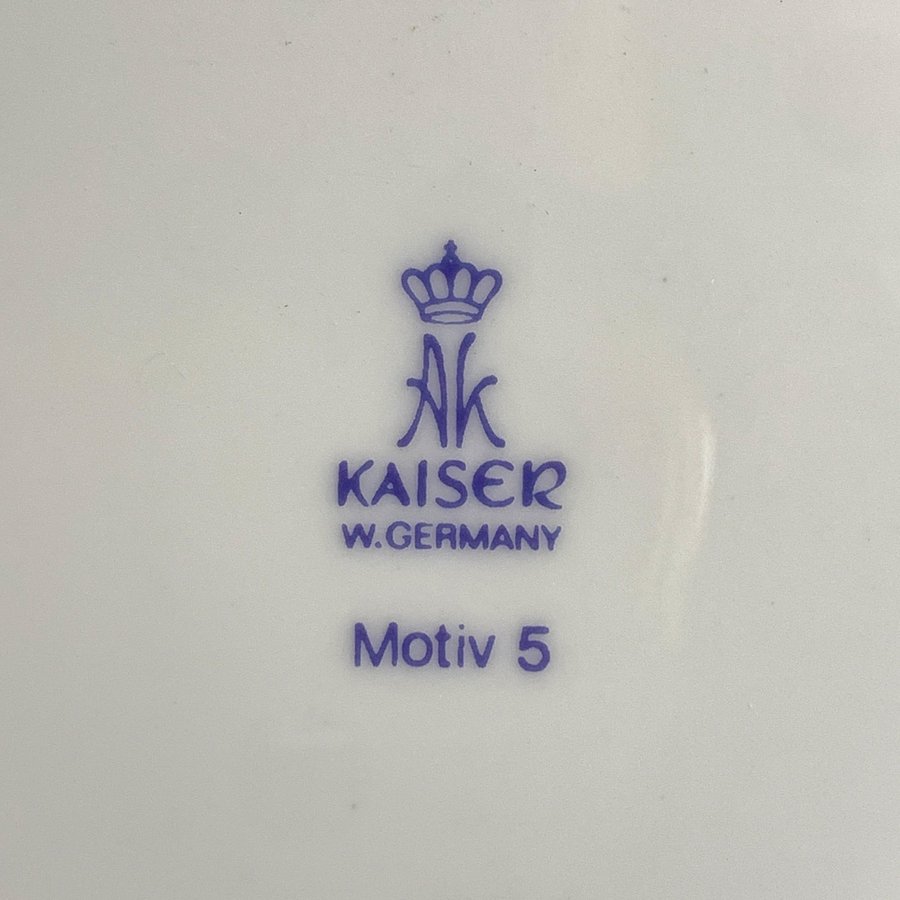 AK
KAISER
W. GERMANY
Motiv 5